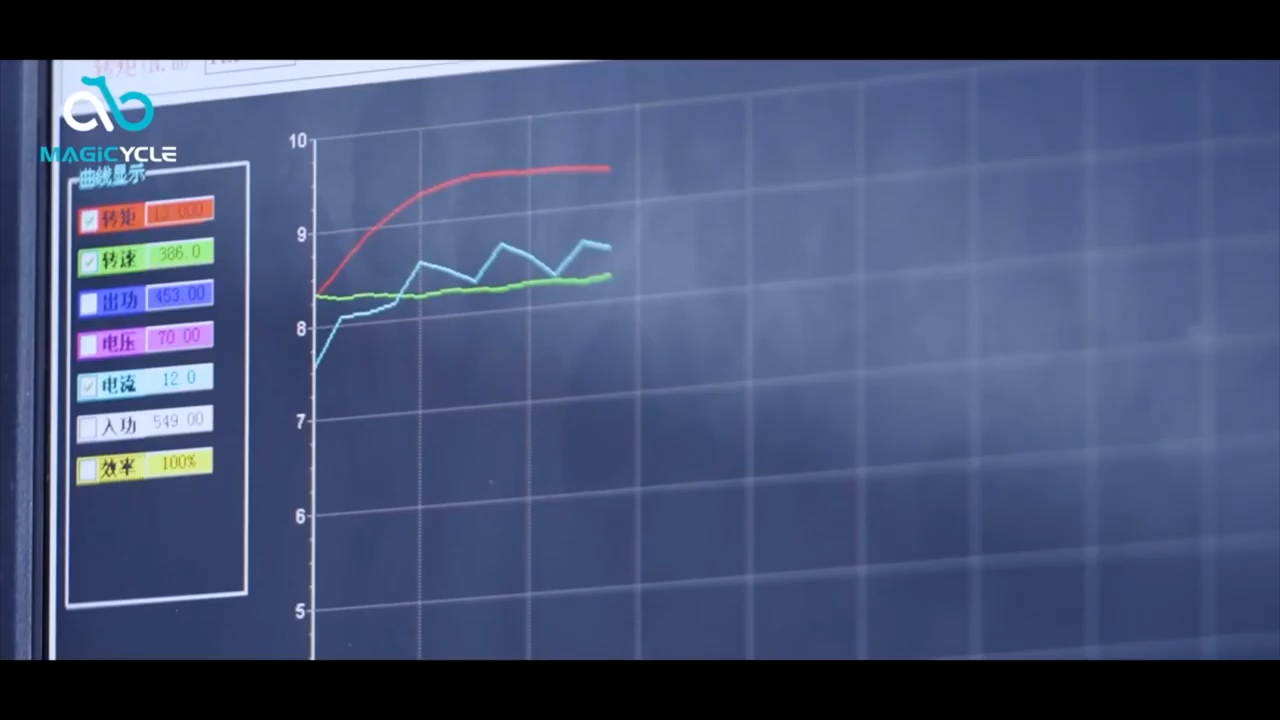 MAGICYCLE
曲线显示
转矩
转速 386.0
出功 453.00
电压 70 00
电流 12.0
入功 549 00
效率 100%
10
9
8
7
6
5